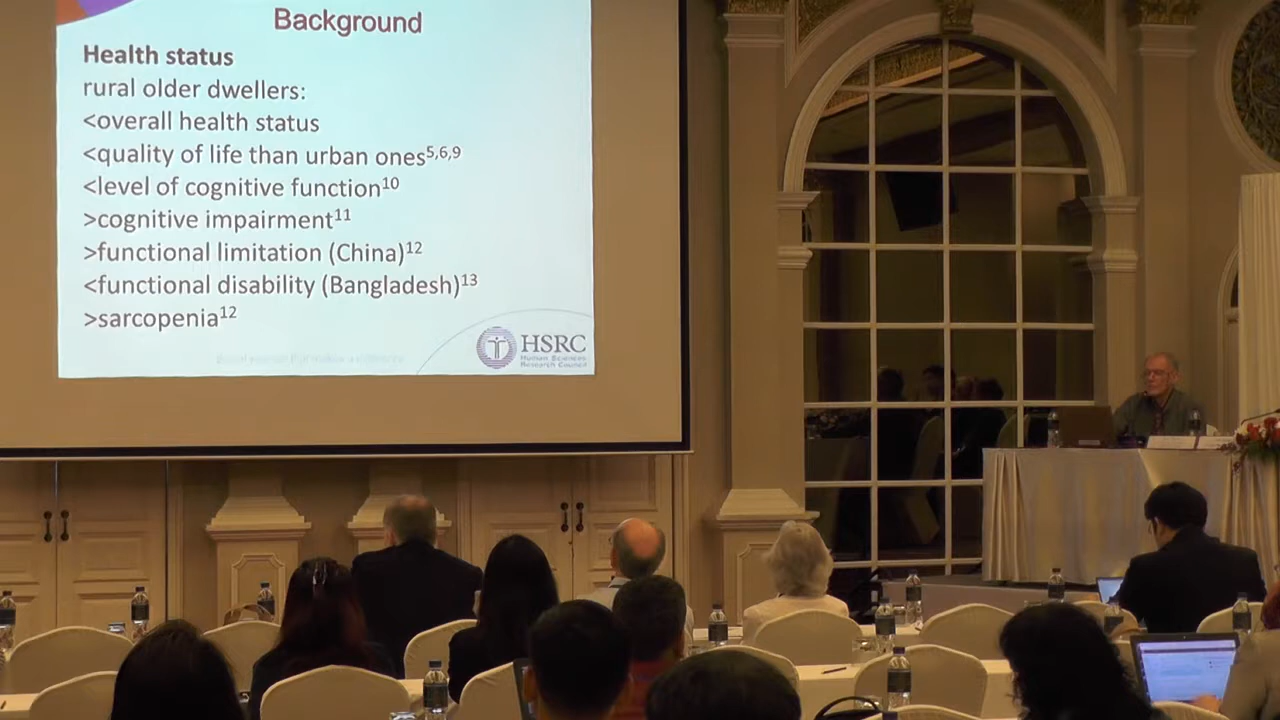 Background
Health status
rural older dwellers:
<overall health status
<quality of life than urban ones5,6,9
<level of cognitive function10
>cognitive impairment11
>functional limitation (China)12
<functional disability (Bangladesh)13
>sarcopenia12
HSRC
Human Sciences
Research Council